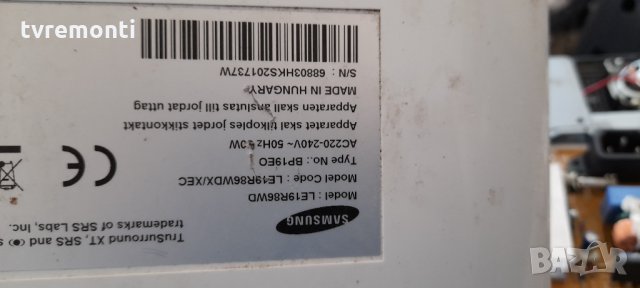 tvremonti
TruSurround XT, SRS and (●) s
trademarks of SRS Labs, Inc.
SAMSUNG
Model : LE19R86WD
Model Code : LE19R86WDX/XEC
Type No.: BP19EO
AC220-240V~ 50Hz
Apparatet skal tilkoples jordet stikkontakt
Apparaten skall anslutas till jordat uttag
MADE IN HUNGARY
S/N : 68803HKS201737W
CE
BAZAR